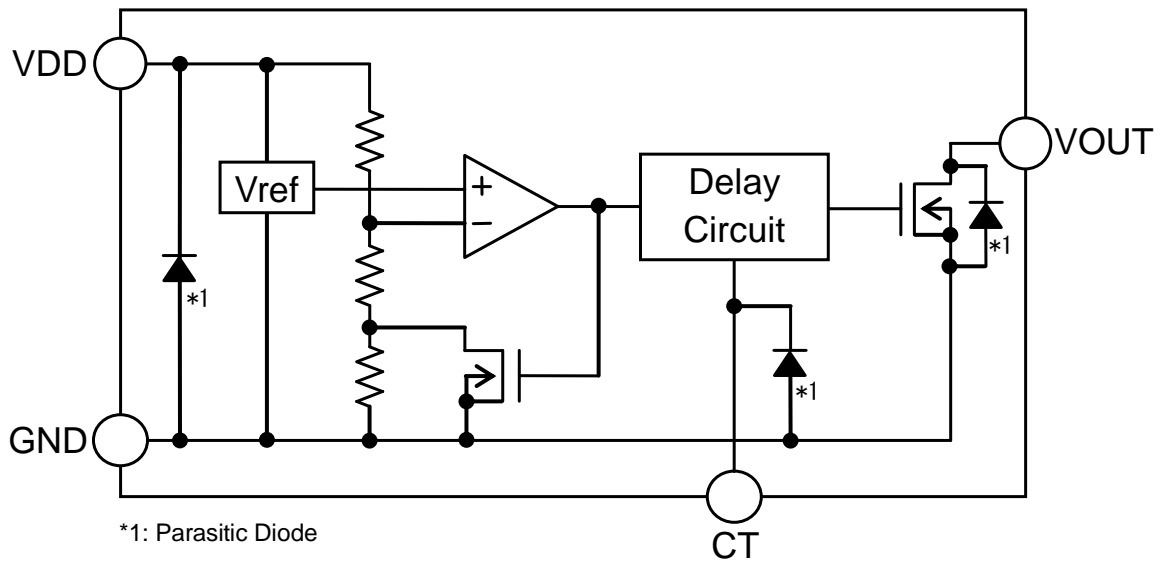 VDD
VOUT
Vref
+
−
Delay
Circuit
*1
*1
*1
GND
CT
*1: Parasitic Diode